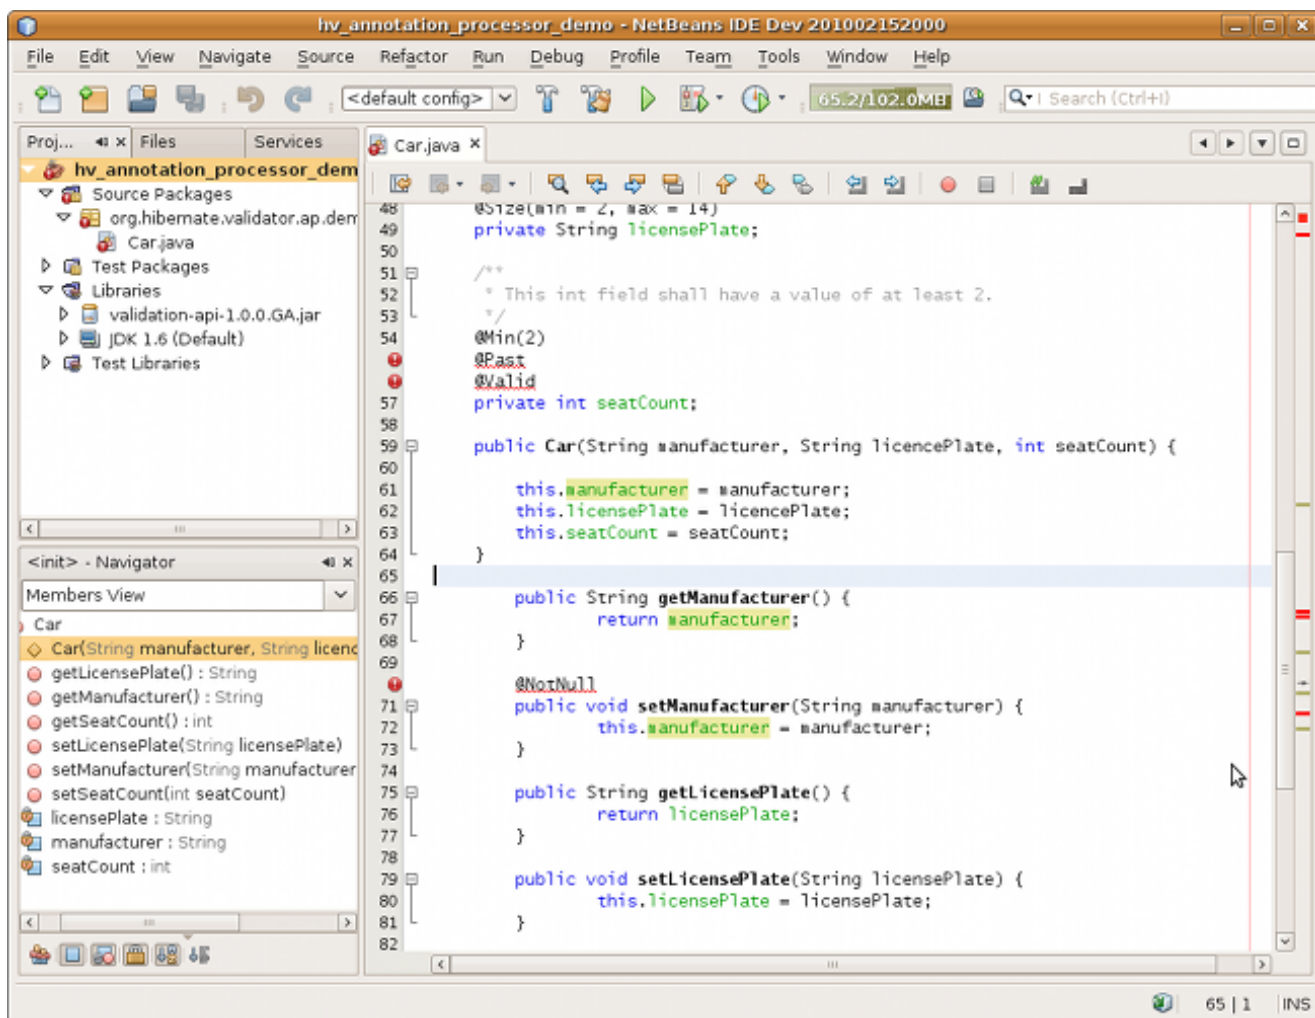 hv_annotation_processor_demo - NetBeans IDE Dev 201002152000
File Edit View Navigate Source Refactor Run Debug Profile Team Tools Window Help
<default config> 65.2/102.0MB Search (Ctrl+I)
Proj... Files Services
Car.java
hv_annotation_processor_dem
Source Packages
org.hibernate.validator.ap.dem
Car.java
Test Packages
Libraries
validation-api-1.0.0.GA.jar
JDK 1.6 (Default)
Test Libraries
<init> - Navigator
Members View
Car
Car(String manufacturer, String licenc
getLicensePlate() : String
getManufacturer() : String
getSeatCount() : int
setLicensePlate(String licensePlate)
setManufacturer(String manufacturer
setSeatCount(int seatCount)
licensePlate : String
manufacturer : String
seatCount : int
48 @Size(min = 2, max = 14)
49 private String licensePlate;
50
51 /**
52 * This int field shall have a value of at least 2.
53 */
54 @Min(2)
@Past
@Valid
57 private int seatCount;
58
59 public Car(String manufacturer, String licencePlate, int seatCount) {
60
61 this.manufacturer = manufacturer;
62 this.licensePlate = licencePlate;
63 this.seatCount = seatCount;
64 }
65
66 public String getManufacturer() {
67 return manufacturer;
68 }
69
@NotNull
71 public void setManufacturer(String manufacturer) {
72 this.manufacturer = manufacturer;
73 }
74
75 public String getLicensePlate() {
76 return licensePlate;
77 }
78
79 public void setLicensePlate(String licensePlate) {
80 this.licensePlate = licensePlate;
81 }
82
65 | 1 INS